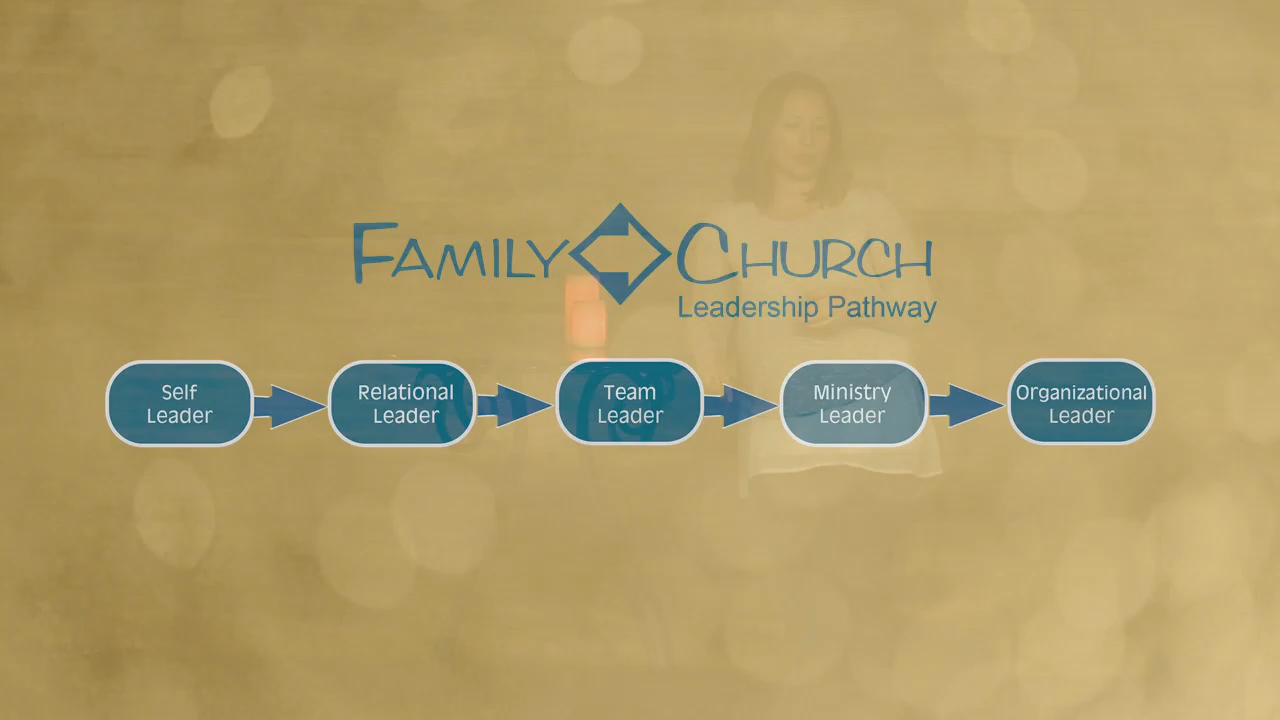 FAMILY CHURCH
Leadership Pathway
Self
Leader
Relational
Leader
Team
Leader
Ministry
Leader
Organizational
Leader